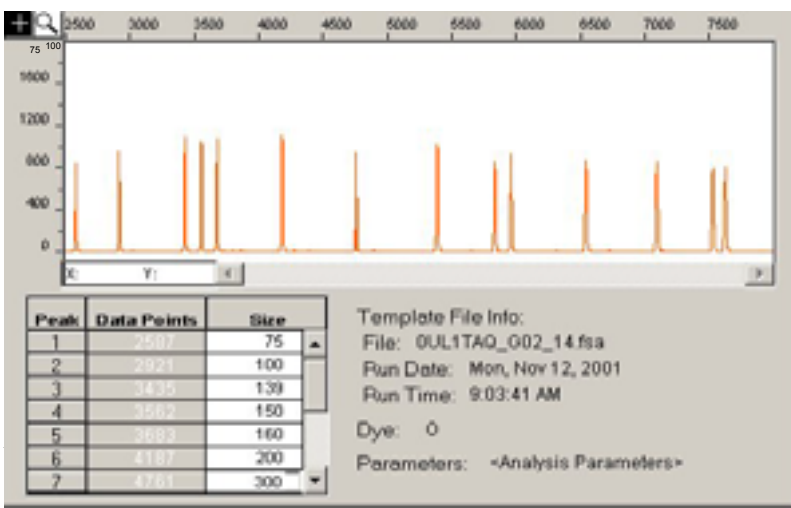 2500 3000 3500 4000 4500 5000 5500 6000 6500 7000 7500
75 100
1600
1200
800
400
0
X: Y:
Peak Data Points Size
1 2587 75
2 2921 100
3 3435 139
4 3562 150
5 3683 160
6 4187 200
7 4761 300
Template File Info:
File: 0UL1TAQ_G02_14.fsa
Run Date: Mon, Nov 12, 2001
Run Time: 9:03:41 AM
Dye: O
Parameters: <Analysis Parameters>